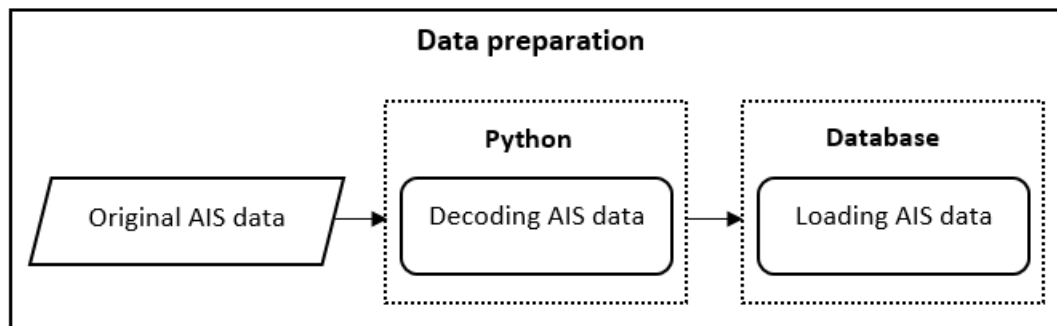 Data preparation
Python
Database
Original AIS data
Decoding AIS data
Loading AIS data